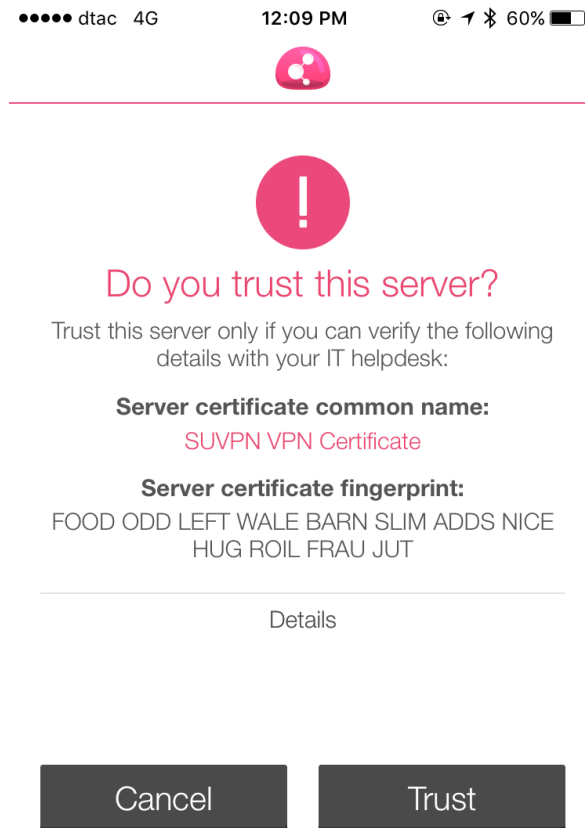 dtac 4G 12:09 PM 60%
Do you trust this server?
Trust this server only if you can verify the following
details with your IT helpdesk:
Server certificate common name:
SUVPN VPN Certificate
Server certificate fingerprint:
FOOD ODD LEFT WALE BARN SLIM ADDS NICE
HUG ROIL FRAU JUT
Details
Cancel Trust